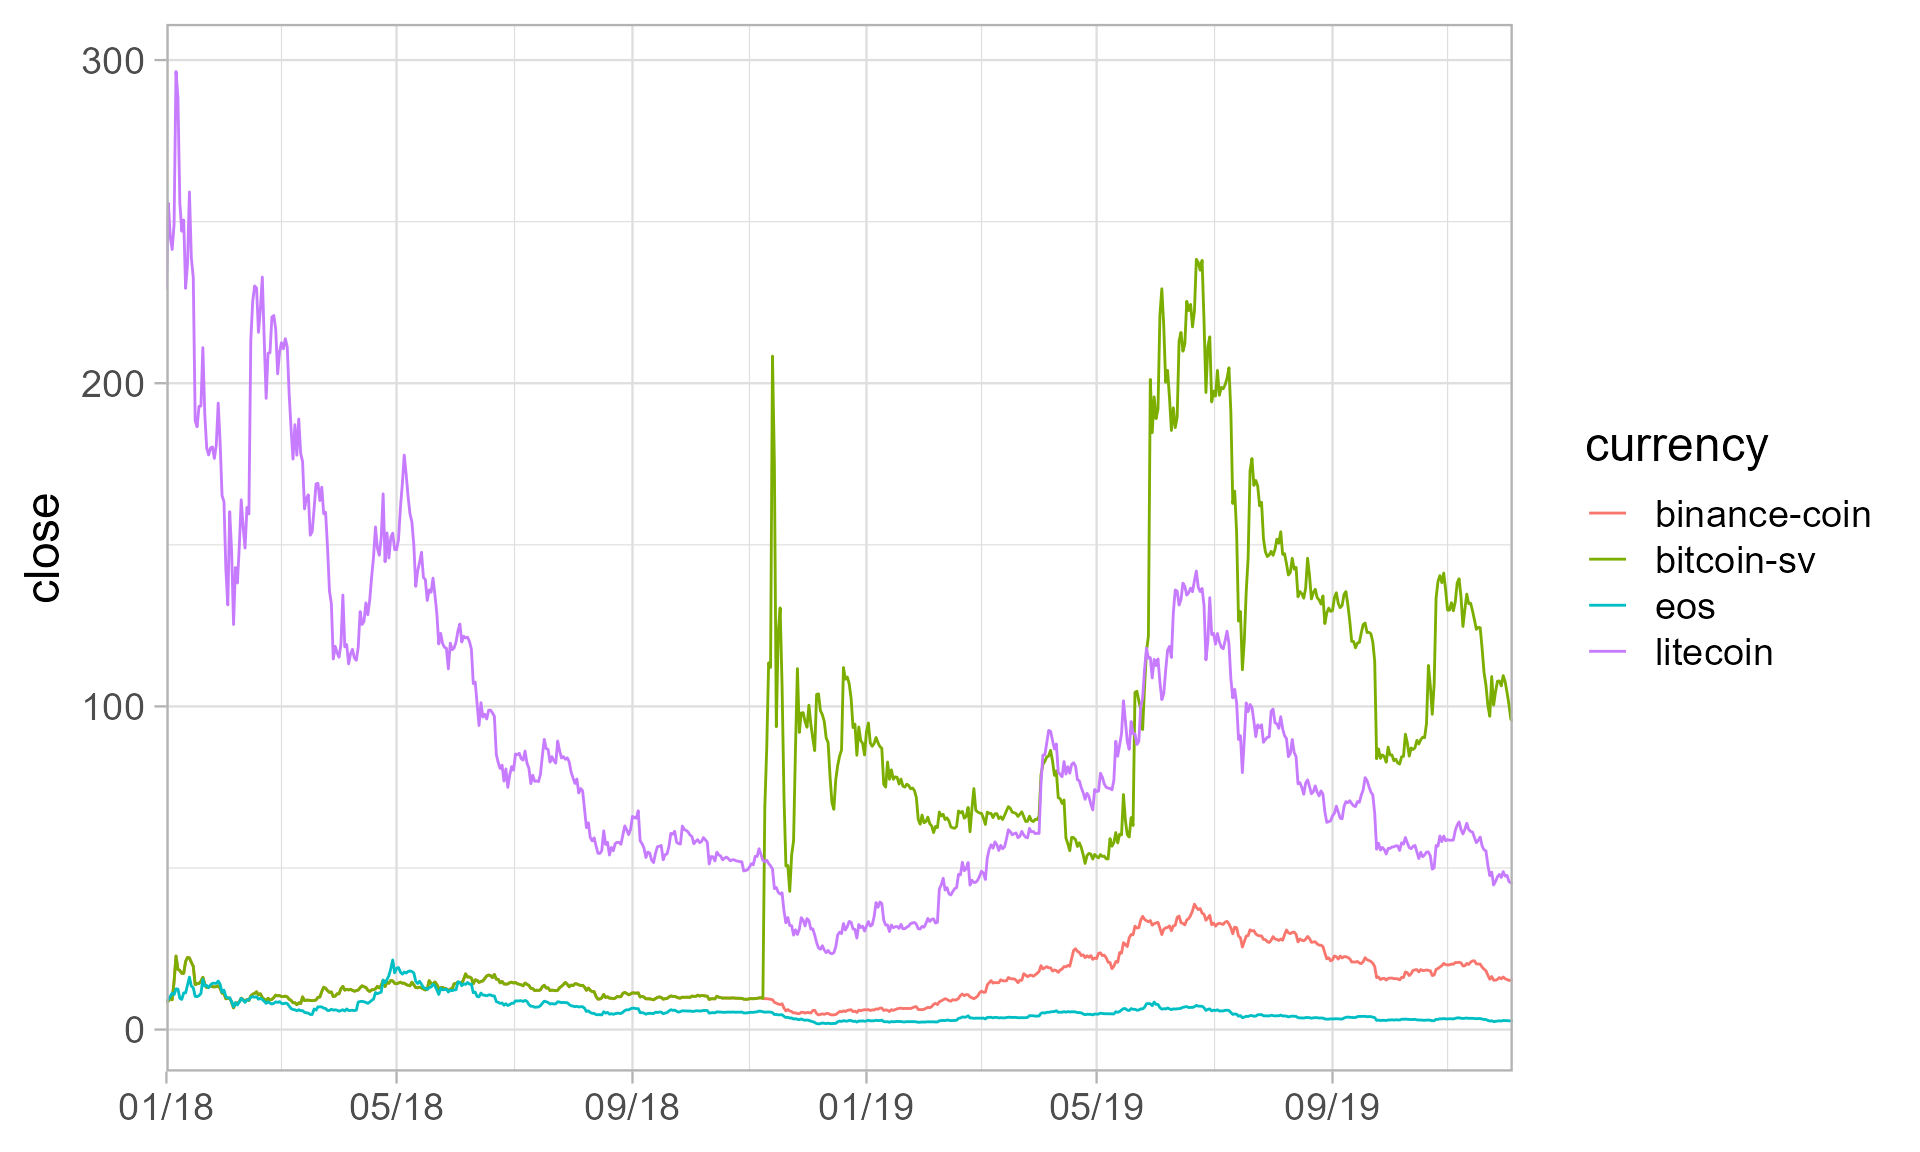 300
200
100
0
close
01/18 05/18 09/18 01/19 05/19 09/19
currency
binance-coin
bitcoin-sv
eos
litecoin